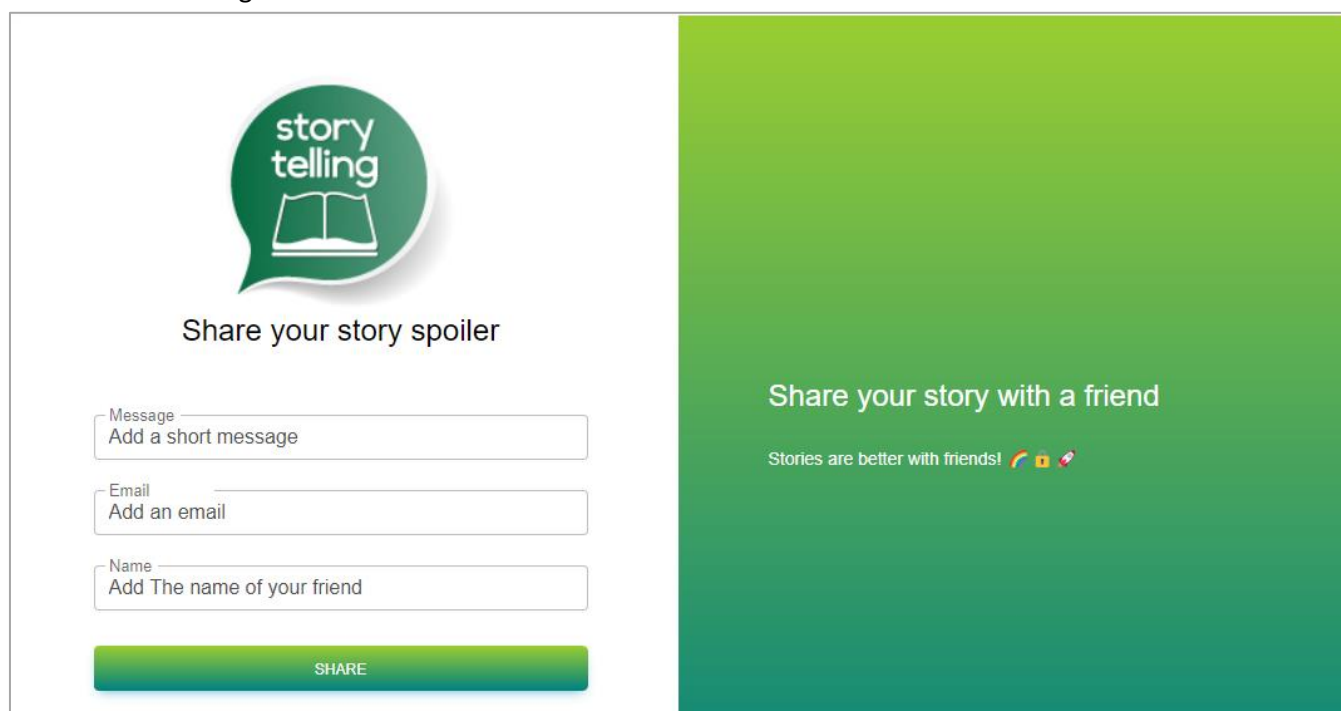 story
telling
Share your story spoiler
Message
Add a short message
Email
Add an email
Name
Add The name of your friend
SHARE
Share your story with a friend
Stories are better with friends! 🌈 🔒 🚀